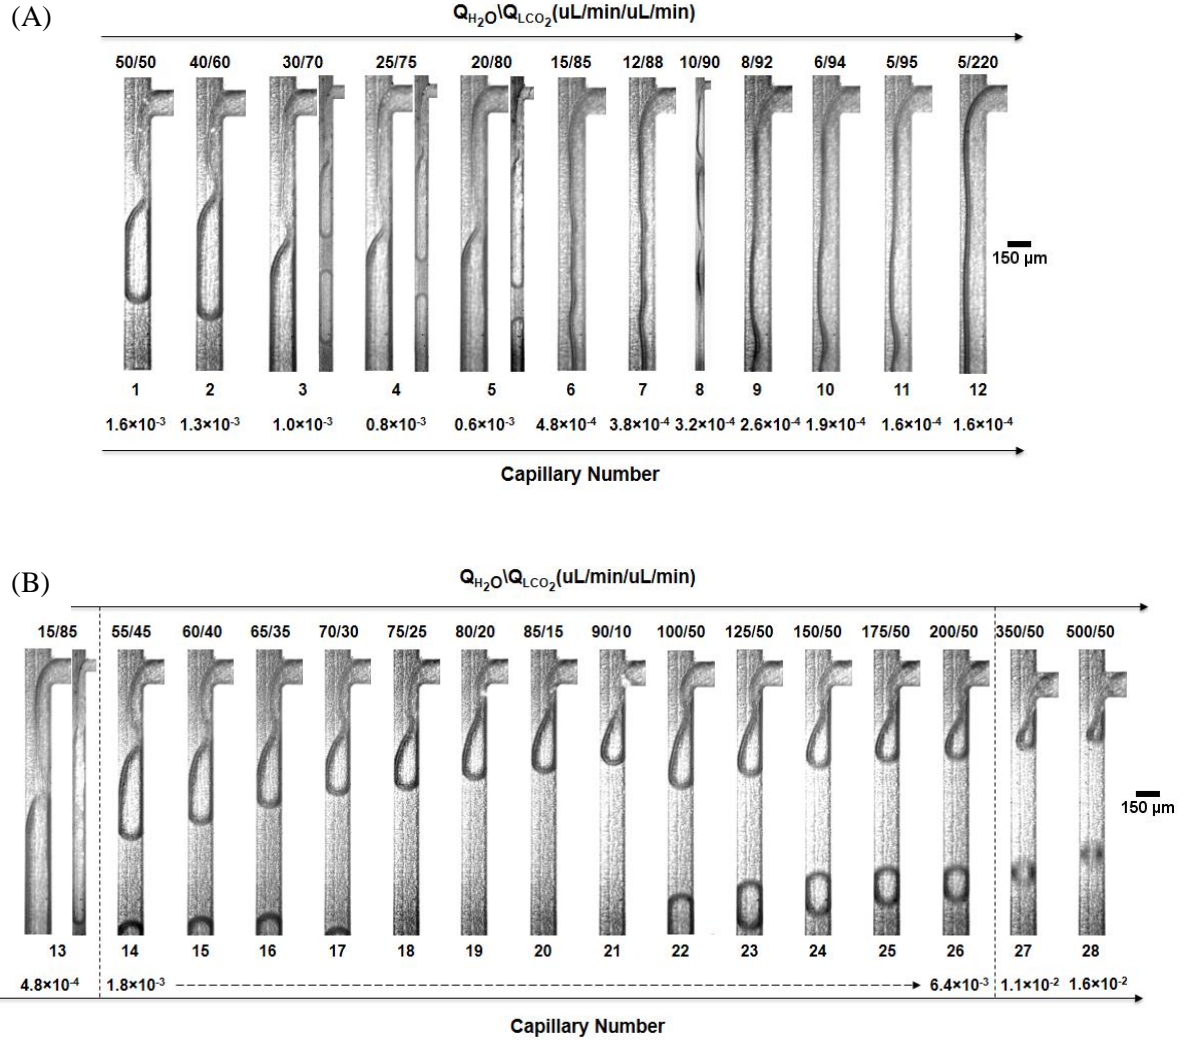 (A)
Q_H₂O\Q_LCO₂(uL/min/uL/min)
50/50 40/60 30/70 25/75 20/80 15/85 12/88 10/90 8/92 6/94 5/95 5/220
150 µm
1 2 3 4 5 6 7 8 9 10 11 12
1.6×10⁻³ 1.3×10⁻³ 1.0×10⁻³ 0.8×10⁻³ 0.6×10⁻³ 4.8×10⁻⁴ 3.8×10⁻⁴ 3.2×10⁻⁴ 2.6×10⁻⁴ 1.9×10⁻⁴ 1.6×10⁻⁴ 1.6×10⁻⁴
Capillary Number
(B)
Q_H₂O\Q_LCO₂(uL/min/uL/min)
15/85 55/45 60/40 65/35 70/30 75/25 80/20 85/15 90/10 100/50 125/50 150/50 175/50 200/50 350/50 500/50
150 µm
13 14 15 16 17 18 19 20 21 22 23 24 25 26 27 28
4.8×10⁻⁴ 1.8×10⁻³ 6.4×10⁻³ 1.1×10⁻² 1.6×10⁻²
Capillary Number